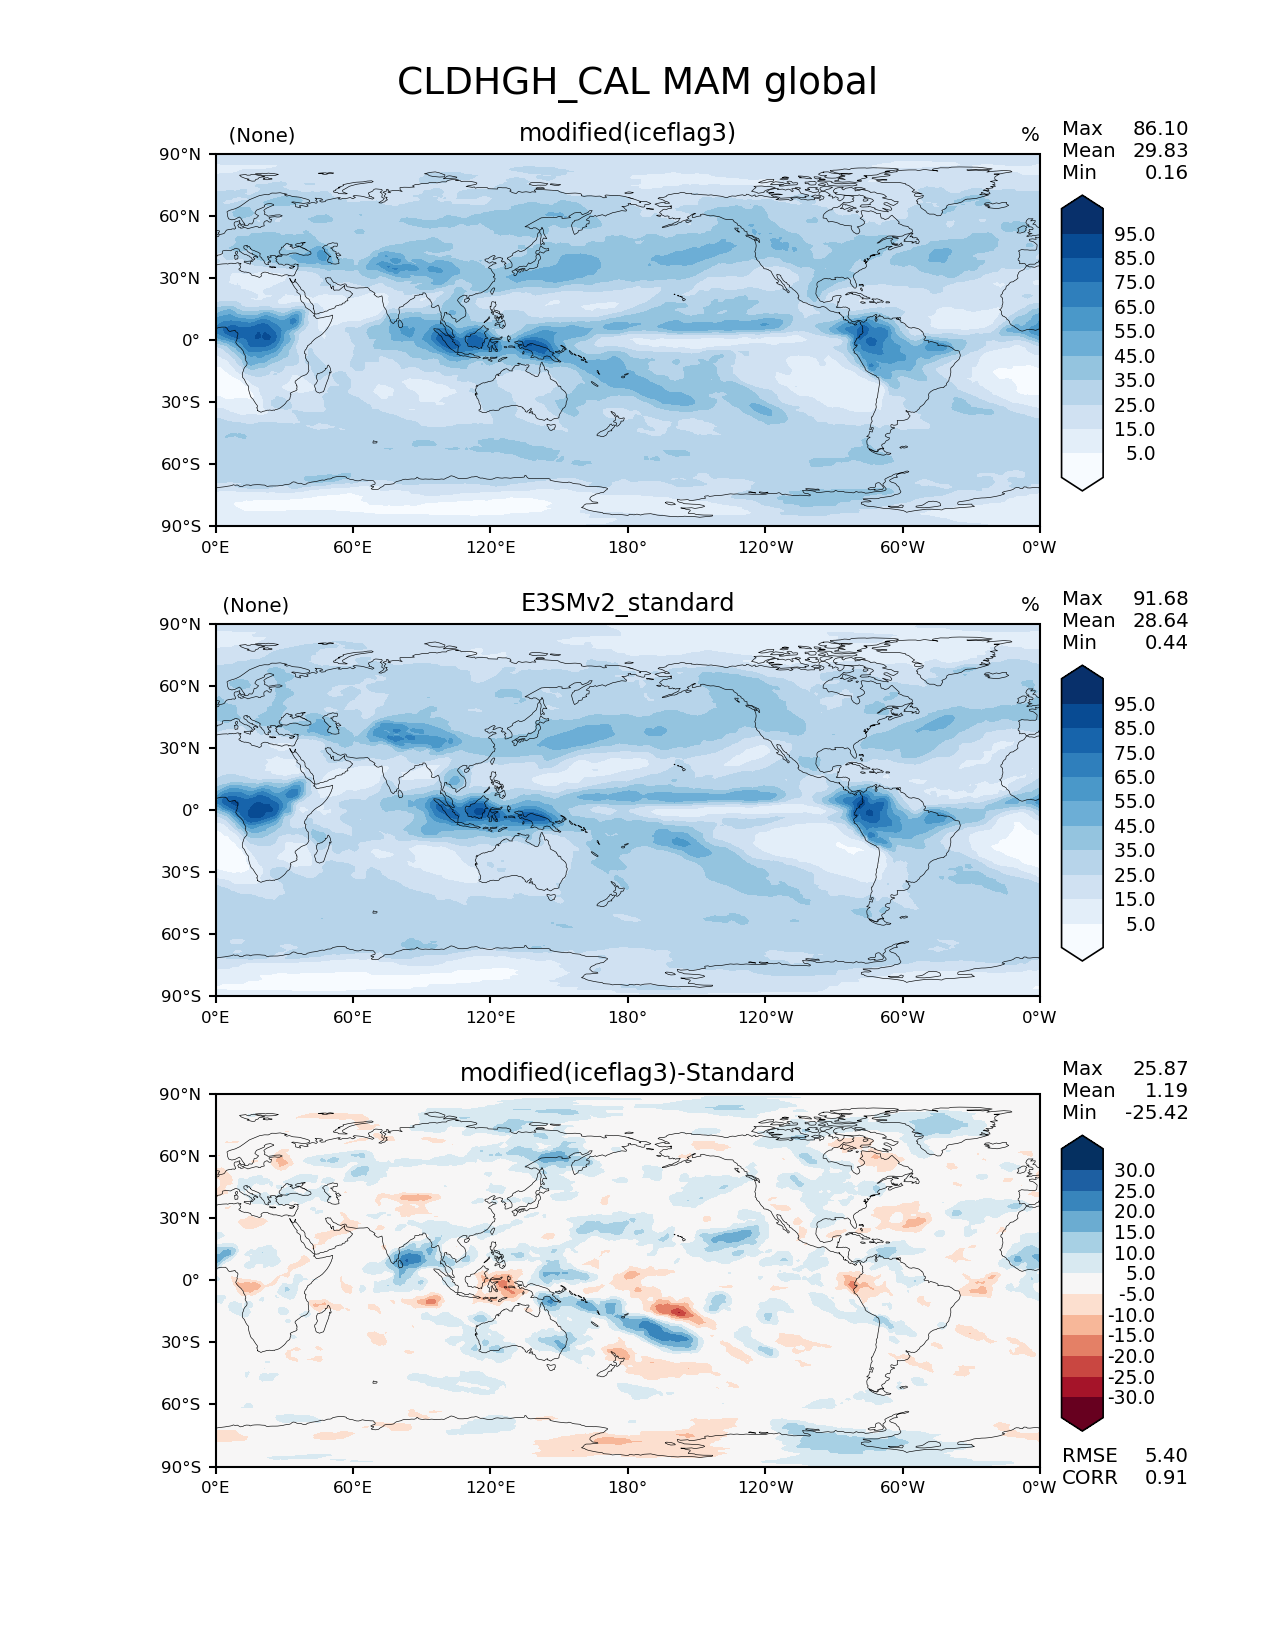 CLDHGH_CAL MAM global
(None) modified(iceflag3) %
Max 86.10
Mean 29.83
Min 0.16
90°N
60°N
30°N
0°
30°S
60°S
90°S
0°E 60°E 120°E 180° 120°W 60°W 0°W
95.0
85.0
75.0
65.0
55.0
45.0
35.0
25.0
15.0
5.0
(None) E3SMv2_standard %
Max 91.68
Mean 28.64
Min 0.44
90°N
60°N
30°N
0°
30°S
60°S
90°S
0°E 60°E 120°E 180° 120°W 60°W 0°W
95.0
85.0
75.0
65.0
55.0
45.0
35.0
25.0
15.0
5.0
modified(iceflag3)-Standard
Max 25.87
Mean 1.19
Min -25.42
90°N
60°N
30°N
0°
30°S
60°S
90°S
0°E 60°E 120°E 180° 120°W 60°W 0°W
30.0
25.0
20.0
15.0
10.0
5.0
-5.0
-10.0
-15.0
-20.0
-25.0
-30.0
RMSE 5.40
CORR 0.91